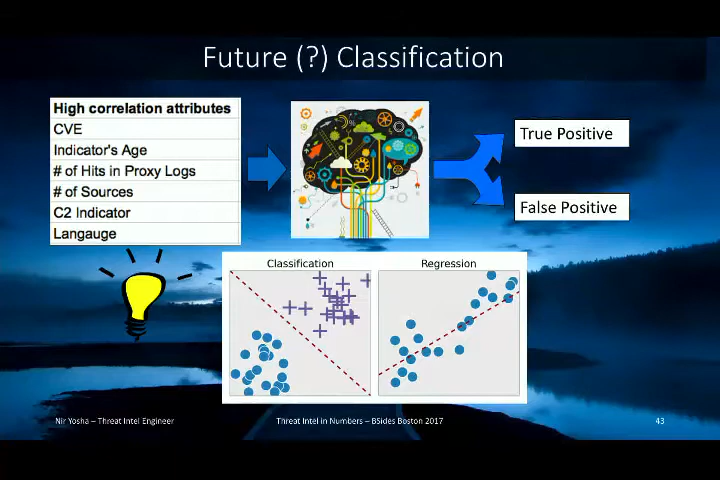 Future (?) Classification
High correlation attributes
CVE
Indicator's Age
# of Hits in Proxy Logs
# of Sources
C2 Indicator
Langauge
True Positive
False Positive
Classification
Regression
Nir Yosha – Threat Intel Engineer
Threat Intel in Numbers – BSides Boston 2017
43